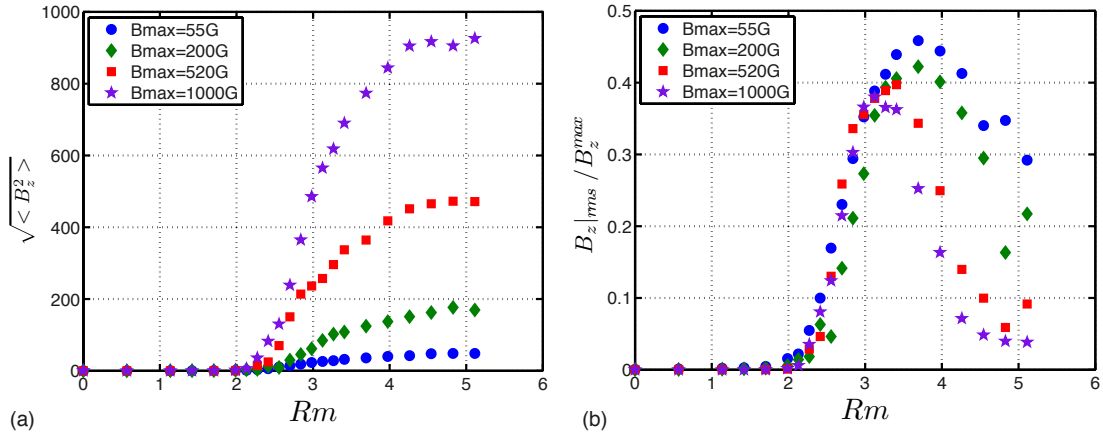 Bmax=55G
Bmax=200G
Bmax=520G
Bmax=1000G
1000
800
600
400
200
0
0 1 2 3 4 5 6
√<B_z^2>
Rm
(a)
Bmax=55G
Bmax=200G
Bmax=520G
Bmax=1000G
0.5
0.4
0.3
0.2
0.1
0
0 1 2 3 4 5 6
B_z|_rms/B_z^max
Rm
(b)